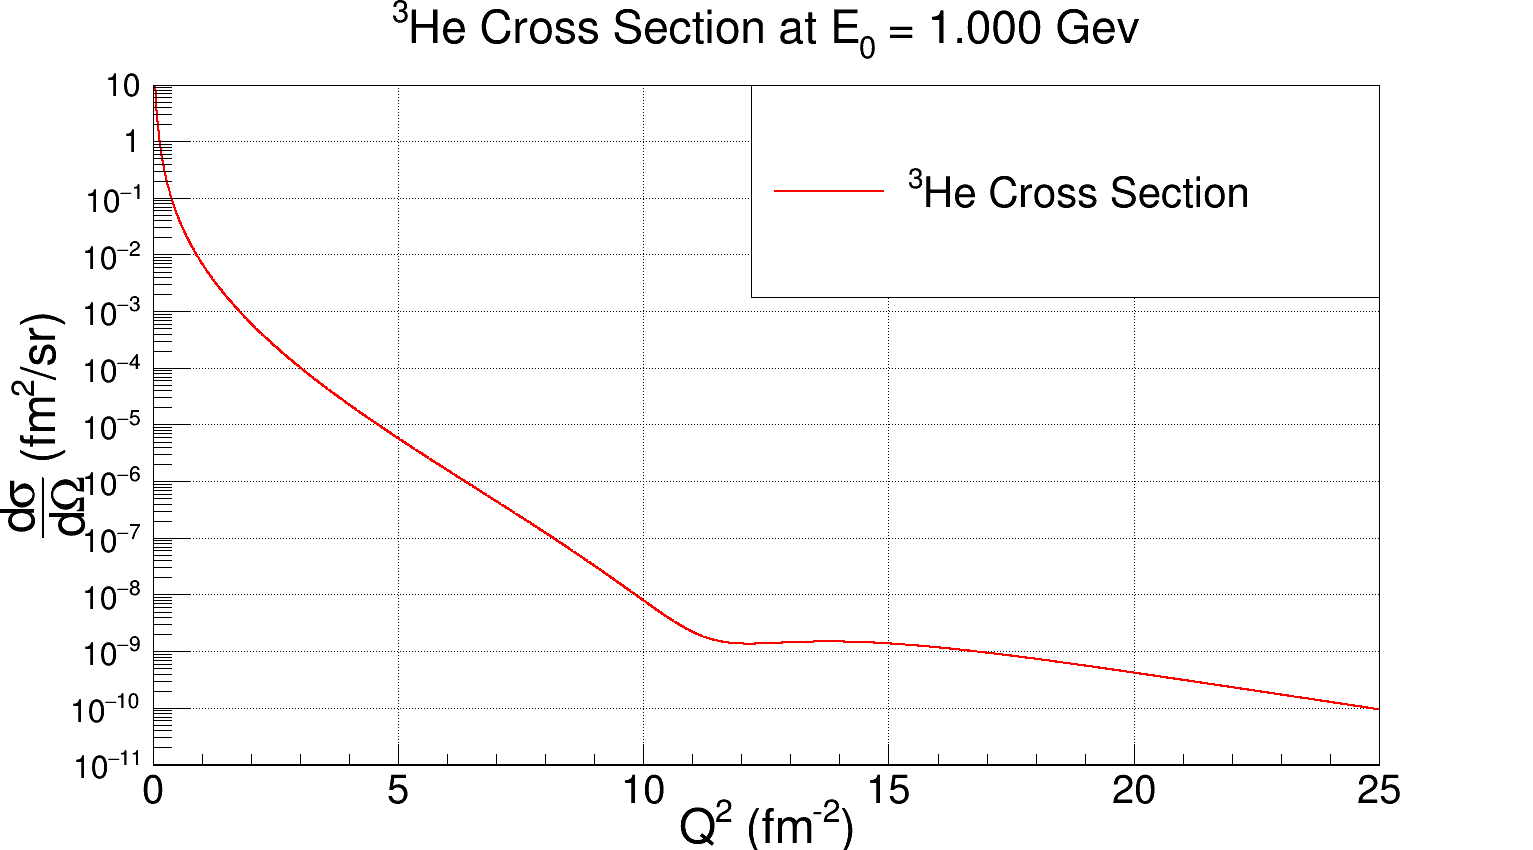 ³He Cross Section at E₀ = 1.000 Gev
10
1
10⁻¹
10⁻²
10⁻³
10⁻⁴
10⁻⁵
10⁻⁶
10⁻⁷
10⁻⁸
10⁻⁹
10⁻¹⁰
10⁻¹¹
dσ/dΩ (fm²/sr)
³He Cross Section
0 5 10 15 20 25
Q² (fm⁻²)